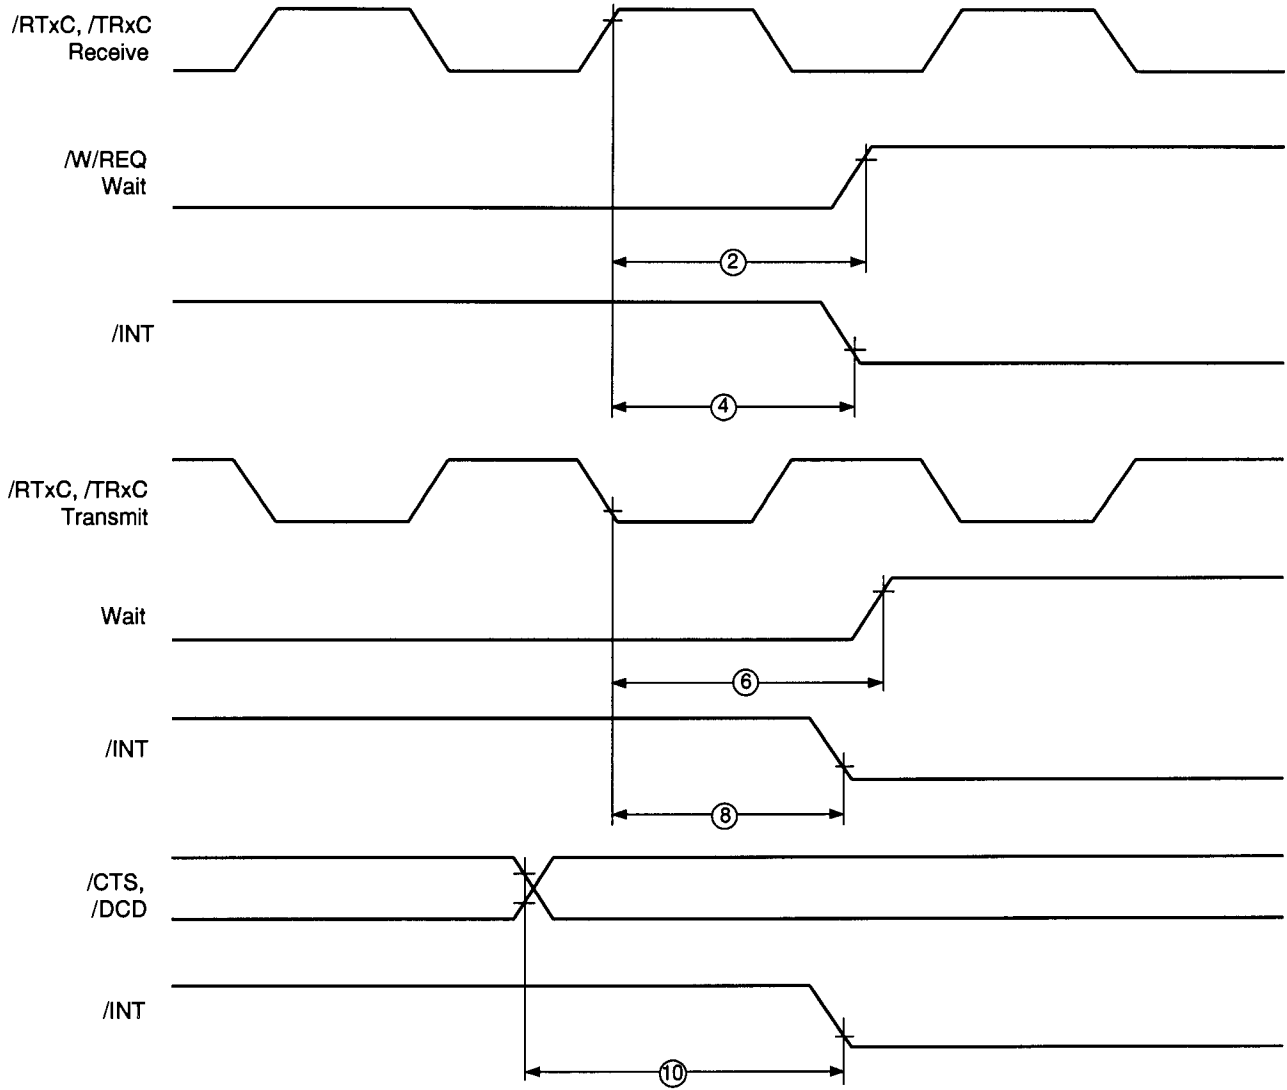 /RTxC, /TRxC
Receive
/W/REQ
Wait
2
/INT
4
/RTxC, /TRxC
Transmit
Wait
6
/INT
8
/CTS,
/DCD
/INT
10